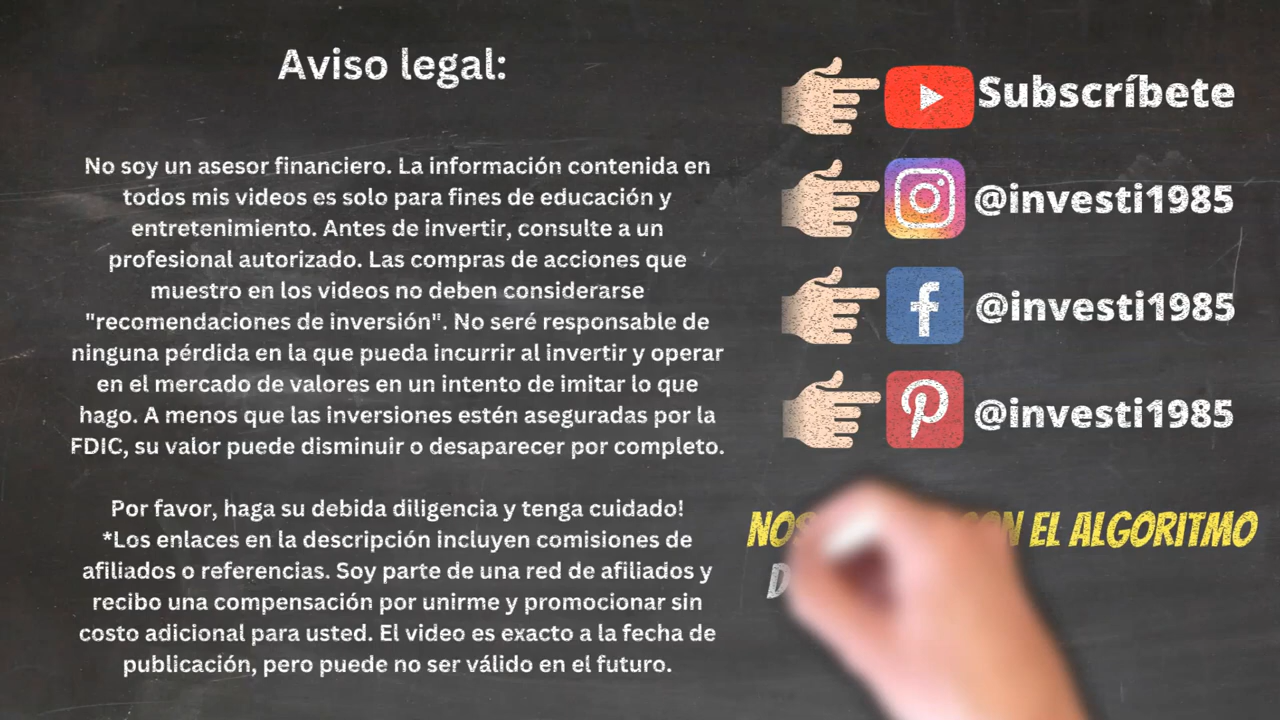 Aviso legal:
No soy un asesor financiero. La información contenida en
todos mis videos es solo para fines de educación y
entretenimiento. Antes de invertir, consulte a un
profesional autorizado. Las compras de acciones que
muestro en los videos no deben considerarse
"recomendaciones de inversión". No seré responsable de
ninguna pérdida en la que pueda incurrir al invertir y operar
en el mercado de valores en un intento de imitar lo que
hago. A menos que las inversiones estén aseguradas por la
FDIC, su valor puede disminuir o desaparecer por completo.
Por favor, haga su debida diligencia y tenga cuidado!
*Los enlaces en la descripción incluyen comisiones de
afiliados o referencias. Soy parte de una red de afiliados y
recibo una compensación por unirme y promocionar sin
costo adicional para usted. El video es exacto a la fecha de
publicación, pero puede no ser válido en el futuro.
Subscríbete
@investi1985
@investi1985
@investi1985
EL ALGORITMO